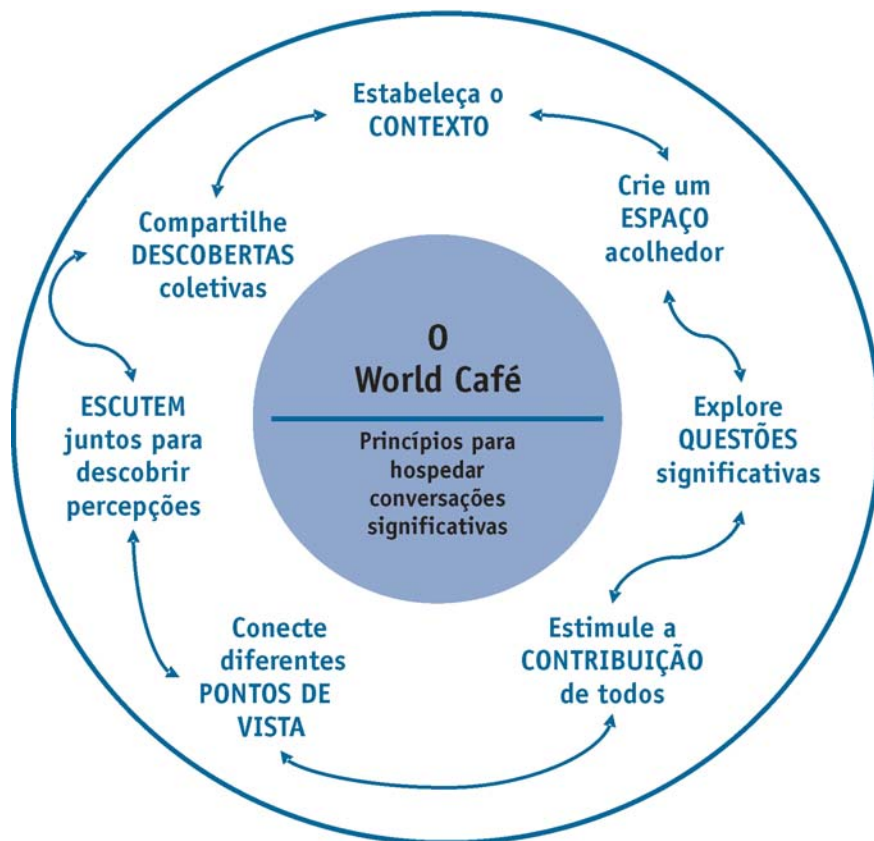 Estabeleça o
CONTEXTO
Crie um
ESPAÇO
acolhedor
Explore
QUESTÕES
significativas
Estimule a
CONTRIBUIÇÃO
de todos
Conecte
diferentes
PONTOS DE
VISTA
ESCUTEM
juntos para
descobrir
percepções
Compartilhe
DESCOBERTAS
coletivas
O
World Café
Princípios para
hospedar
conversações
significativas